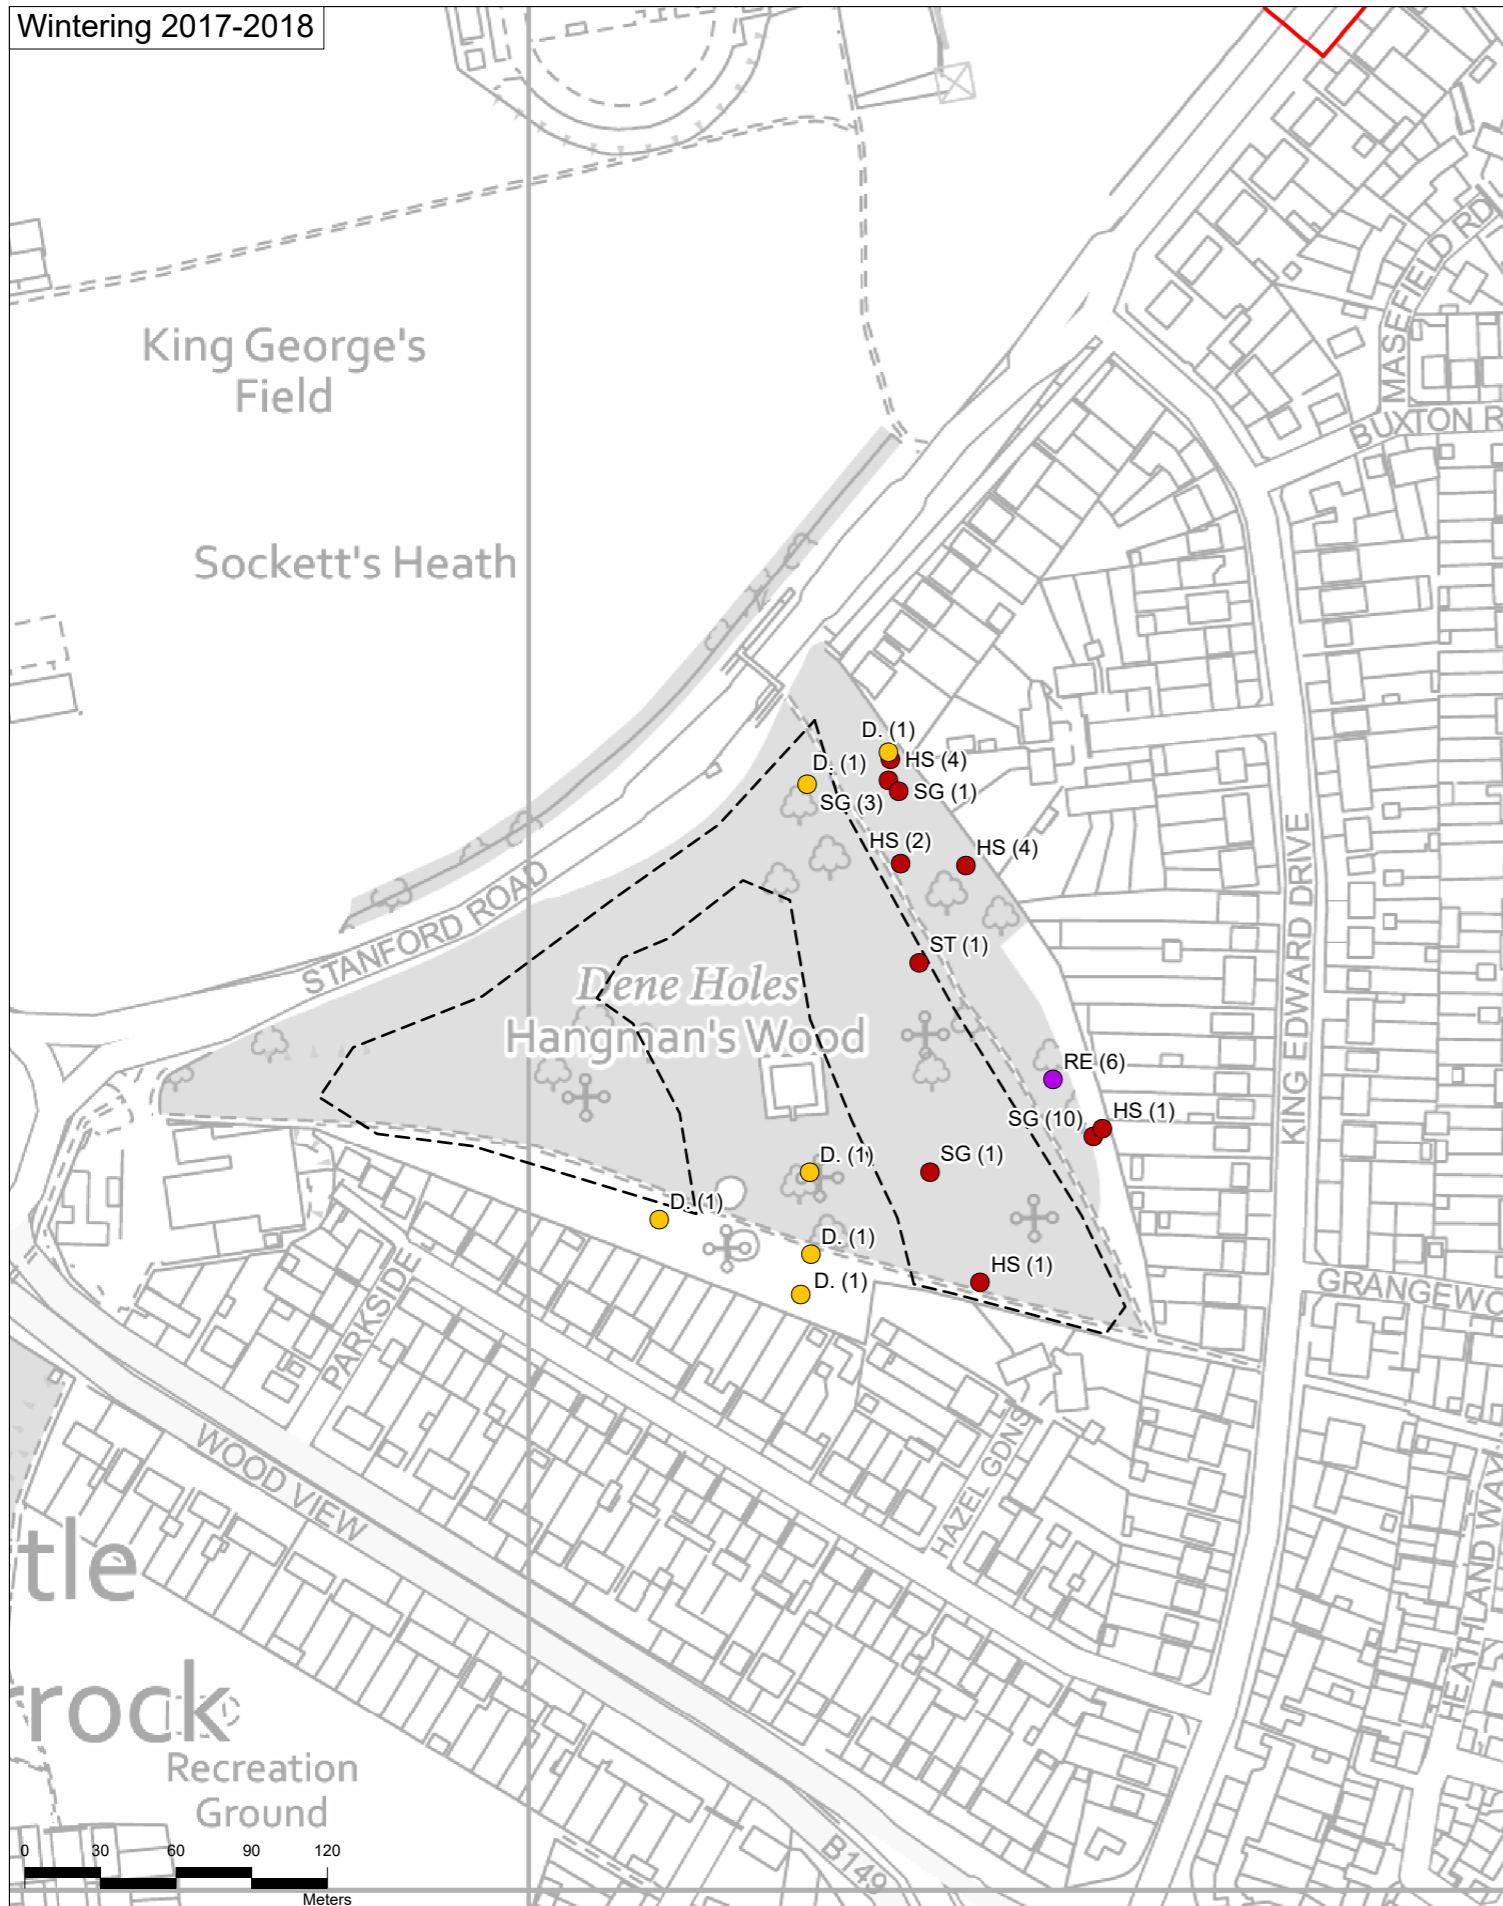 Wintering 2017-2018
MASEFIELD RD
King George's
Field
BUXTON R
Sockett's Heath
D. (1)
HS (4)
D. (1)
SG (3)
SG (1)
HS (2)
HS (4)
STANFORD ROAD
KING EDWARD DRIVE
ST (1)
Dene Holes
Hangman's Wood
RE (6)
SG (10)
HS (1)
D. (1)
SG (1)
D. (1)
D. (1)
HS (1)
D. (1)
GRANGEWO
PARKSIDE
WOOD VIEW
HAZEL GDNS
HEATHLAND WAY
tle
rrock
Recreation
Ground
B149
0 30 60 90 120
Meters